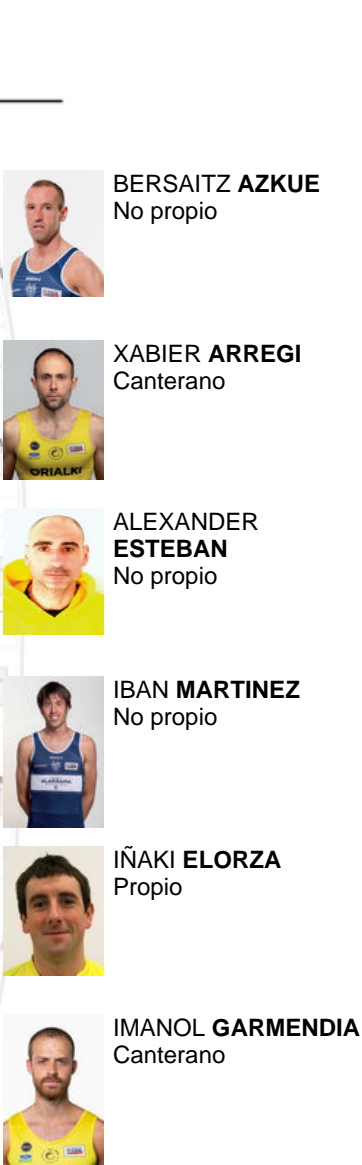 BERSAITZ AZKUE
No propio
XABIER ARREGI
Canterano
ORIALKI
ALEXANDER
ESTEBAN
No propio
IBAN MARTINEZ
No propio
IÑAKI ELORZA
Propio
IMANOL GARMENDIA
Canterano